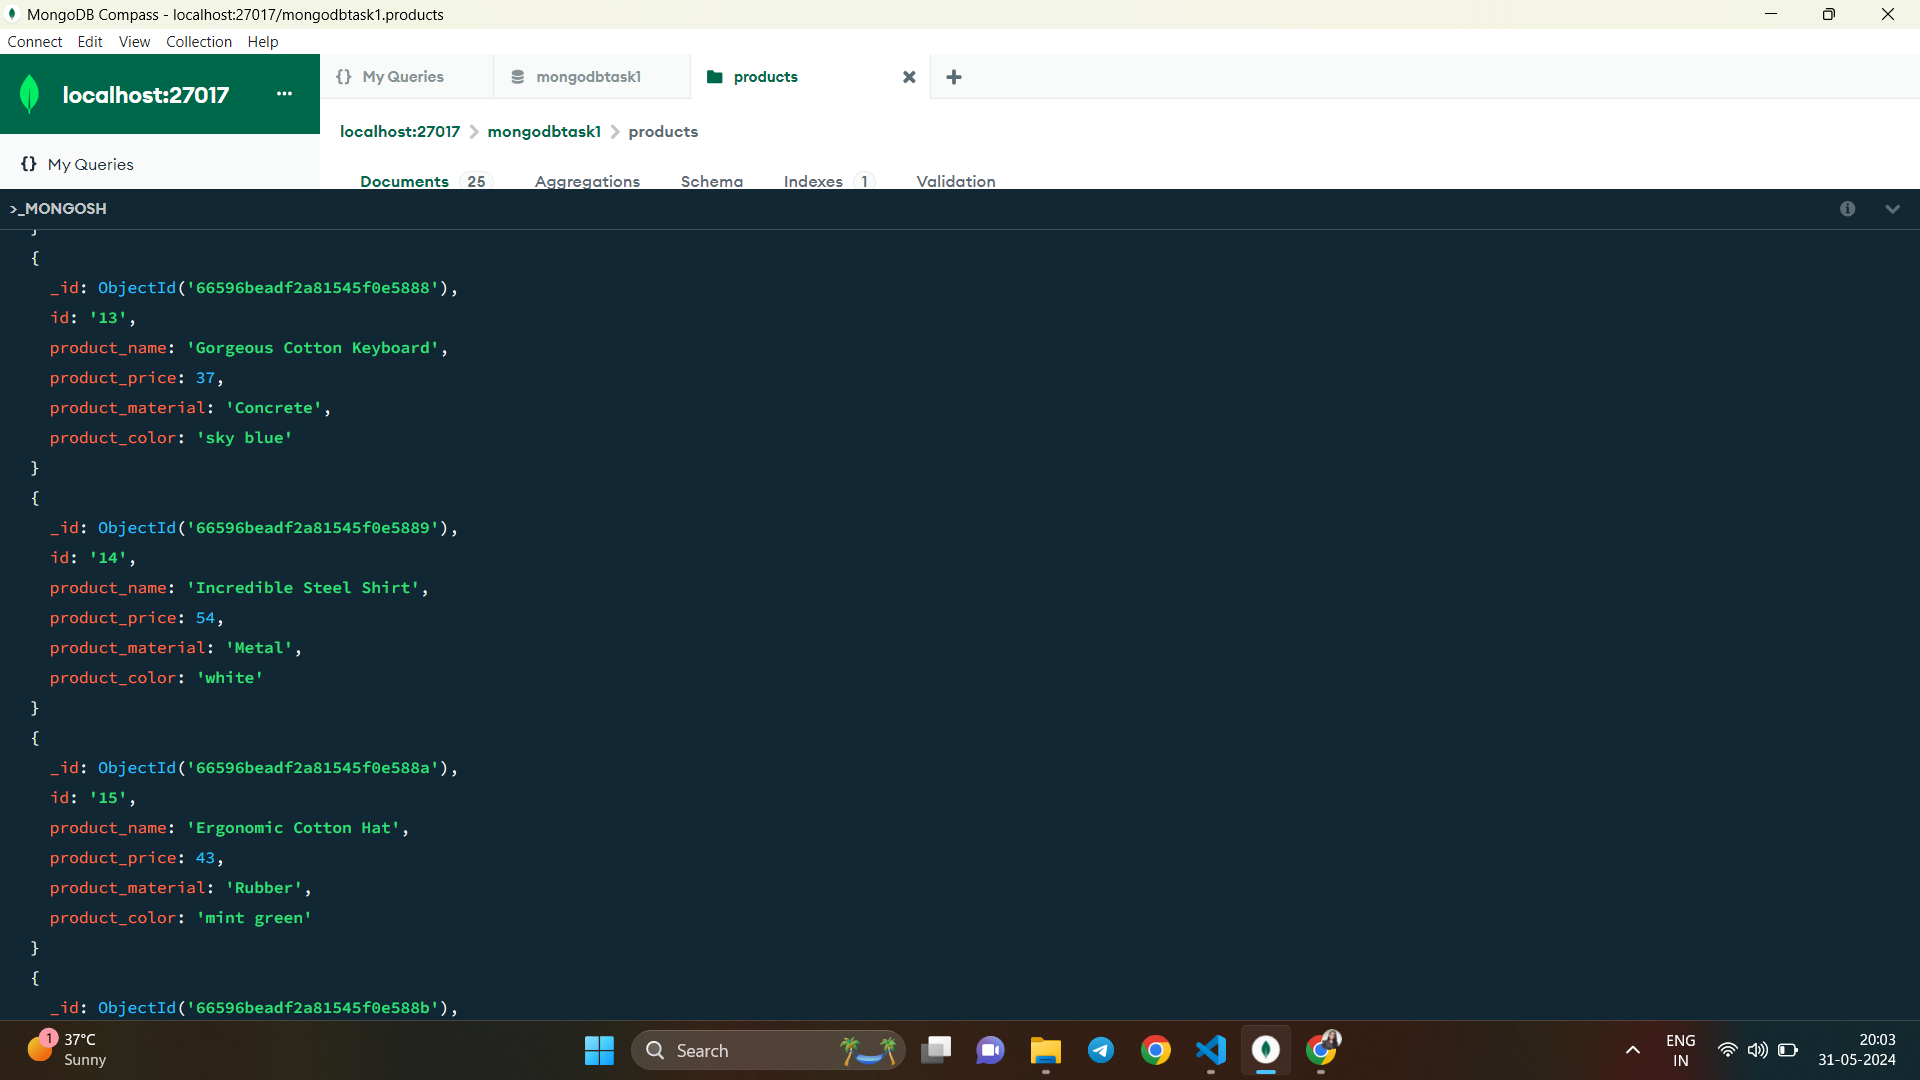 MongoDB Compass - localhost:27017/mongodbtask1.products
Connect Edit View Collection Help
localhost:27017 ...
{} My Queries
mongodbtask1
products
localhost:27017 > mongodbtask1 > products
{} My Queries
Documents 25 Aggregations Schema Indexes 1 Validation
>_MONGOSH
}
{
_id: ObjectId('66596beadf2a81545f0e5888'),
id: '13',
product_name: 'Gorgeous Cotton Keyboard',
product_price: 37,
product_material: 'Concrete',
product_color: 'sky blue'
}
{
_id: ObjectId('66596beadf2a81545f0e5889'),
id: '14',
product_name: 'Incredible Steel Shirt',
product_price: 54,
product_material: 'Metal',
product_color: 'white'
}
{
_id: ObjectId('66596beadf2a81545f0e588a'),
id: '15',
product_name: 'Ergonomic Cotton Hat',
product_price: 43,
product_material: 'Rubber',
product_color: 'mint green'
}
{
_id: ObjectId('66596beadf2a81545f0e588b'),
1
37°C
Sunny
Search
ENG
IN
20:03
31-05-2024